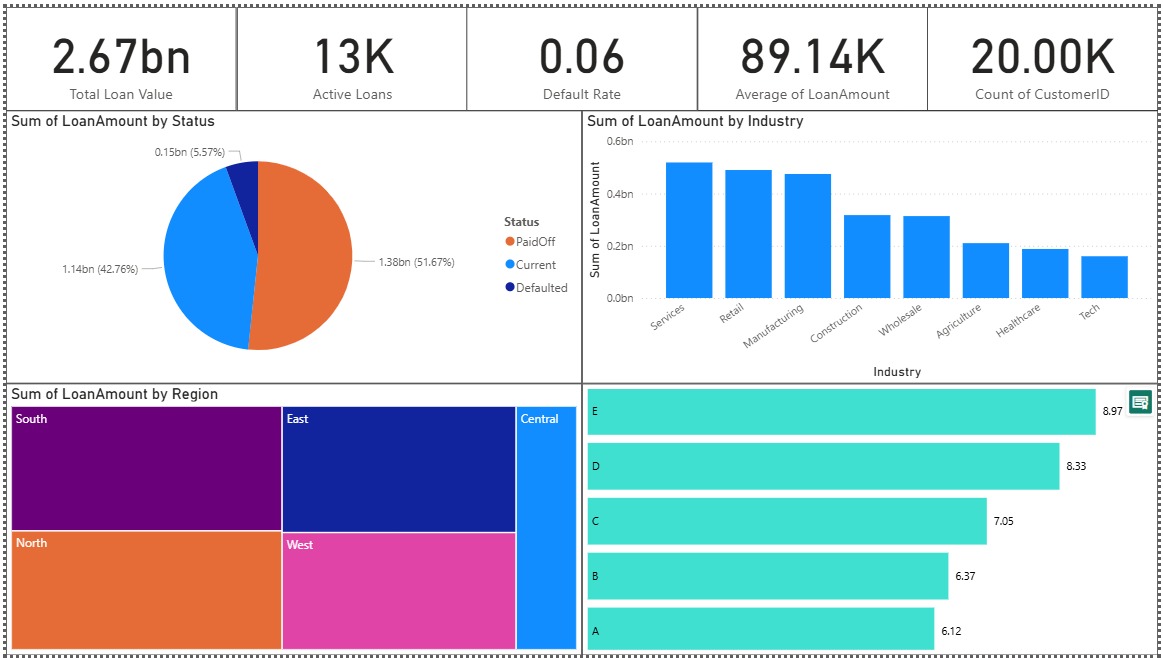 2.67bn
Total Loan Value
13K
Active Loans
0.06
Default Rate
89.14K
Average of LoanAmount
20.00K
Count of CustomerID
Sum of LoanAmount by Status
0.15bn (5.57%)
1.14bn (42.76%)
1.38bn (51.67%)
Status
PaidOff
Current
Defaulted
Sum of LoanAmount by Industry
Sum of LoanAmount
0.6bn
0.4bn
0.2bn
0.0bn
Services
Retail
Manufacturing
Construction
Wholesale
Agriculture
Healthcare
Tech
Industry
Sum of LoanAmount by Region
South
East
Central
North
West
E 8.97
D 8.33
C 7.05
B 6.37
A 6.12